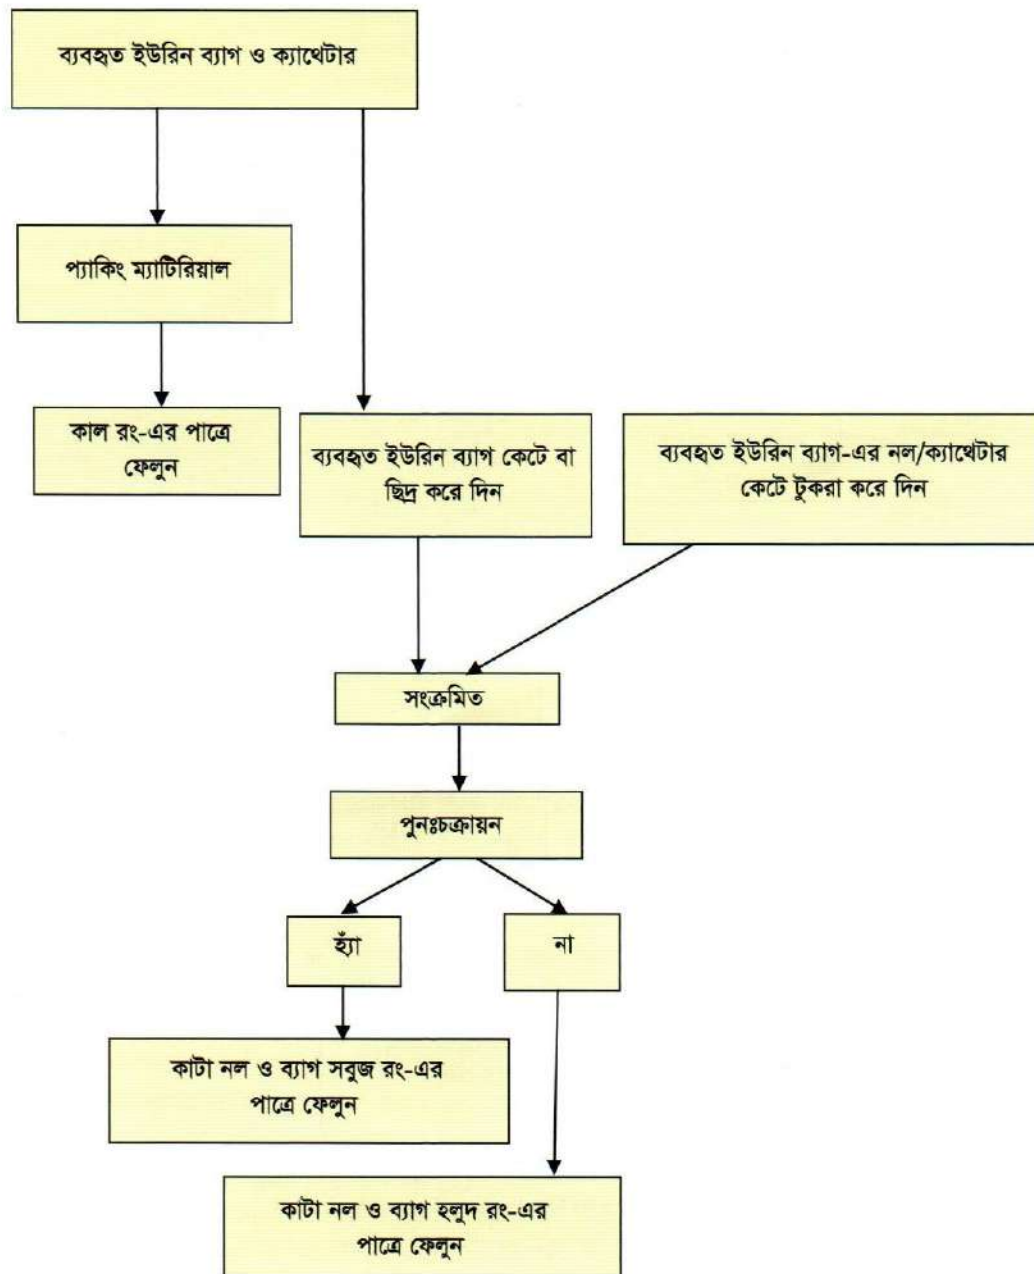 ব্যবহৃত ইউরিন ব্যাগ ও ক্যাথেটার
প্যাকিং ম্যাটিরিয়াল
কাল রং-এর পাত্রে
ফেলুন
ব্যবহৃত ইউরিন ব্যাগ কেটে বা
ছিদ্র করে দিন
ব্যবহৃত ইউরিন ব্যাগ-এর নল/ক্যাথেটার
কেটে টুকরা করে দিন
সংক্রমিত
পুনঃচক্রায়ন
হ্যাঁ
না
কাটা নল ও ব্যাগ সবুজ রং-এর
পাত্রে ফেলুন
কাটা নল ও ব্যাগ হলুদ রং-এর
পাত্রে ফেলুন